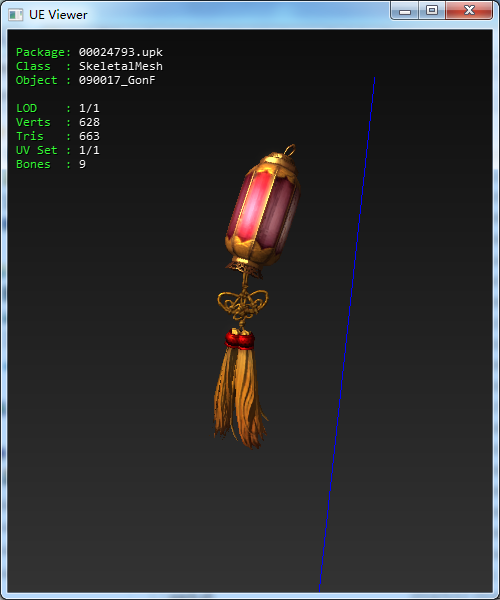 UE Viewer
Package: 00024793.upk
Class : SkeletalMesh
Object : 090017_GonF
LOD : 1/1
Verts : 628
Tris : 663
UV Set : 1/1
Bones : 9